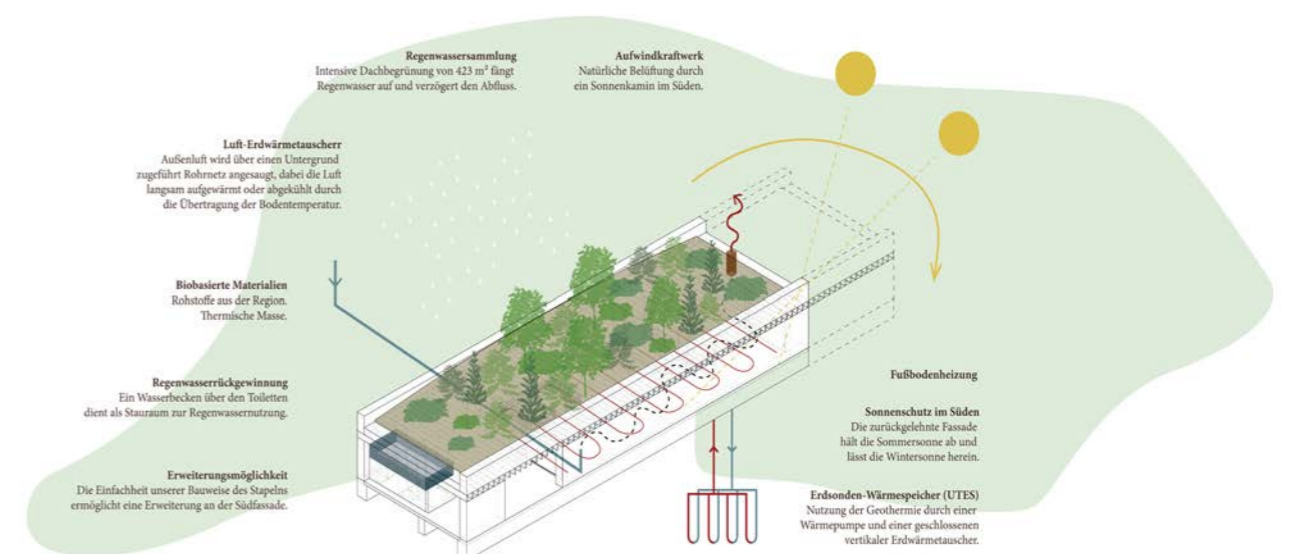 Regenwassersammlung
Intensive Dachbegrünung von 423 m² fängt
Regenwasser auf und verzögert den Abfluss.
Aufwindkraftwerk
Natürliche Belüftung durch
ein Sonnenkamin im Süden.
Luft-Erdwärmetauscherr
Außenluft wird über einen Untergrund
zugeführt Rohrnetz angesaugt, dabei die Luft
langsam aufgewärmt oder abgekühlt durch
die Übertragung der Bodentemperatur.
Biobasierte Materialien
Rohstoffe aus der Region.
Thermische Masse.
Regenwasserrückgewinnung
Ein Wasserbecken über den Toiletten
dient als Stauraum zur Regenwassernutzung.
Erweiterungsmöglichkeit
Die Einfachheit unserer Bauweise des Stapelns
ermöglicht eine Erweiterung an der Südfassade.
Fußbodenheizung
Sonnenschutz im Süden
Die zurückgelehnte Fassade
hält die Sommersonne ab und
lässt die Wintersonne herein.
Erdsonden-Wärmespeicher (UTES)
Nutzung der Geothermie durch einer
Wärmepumpe und einer geschlossenen
vertikaler Erdwärmetauscher.